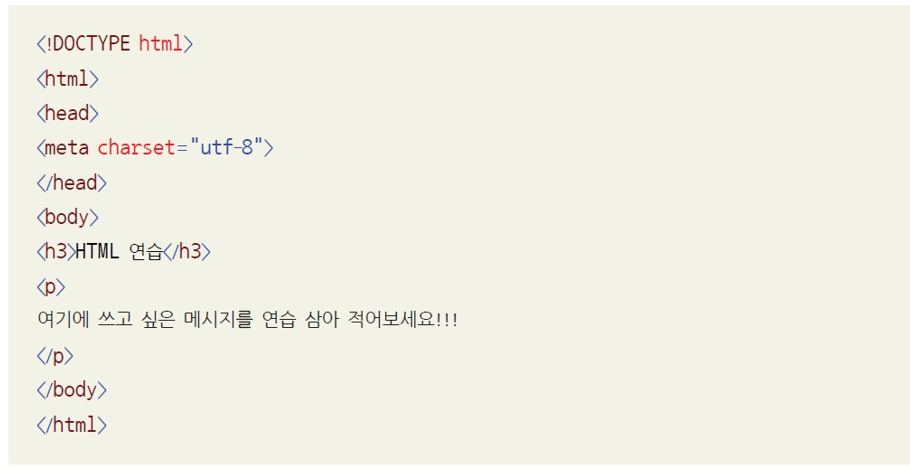 <!DOCTYPE html>
<html>
<head>
<meta charset="utf-8">
</head>
<body>
<h3>HTML 연습</h3>
<p>
여기에 쓰고 싶은 메시지를 연습 삼아 적어보세요!!!
</p>
</body>
</html>